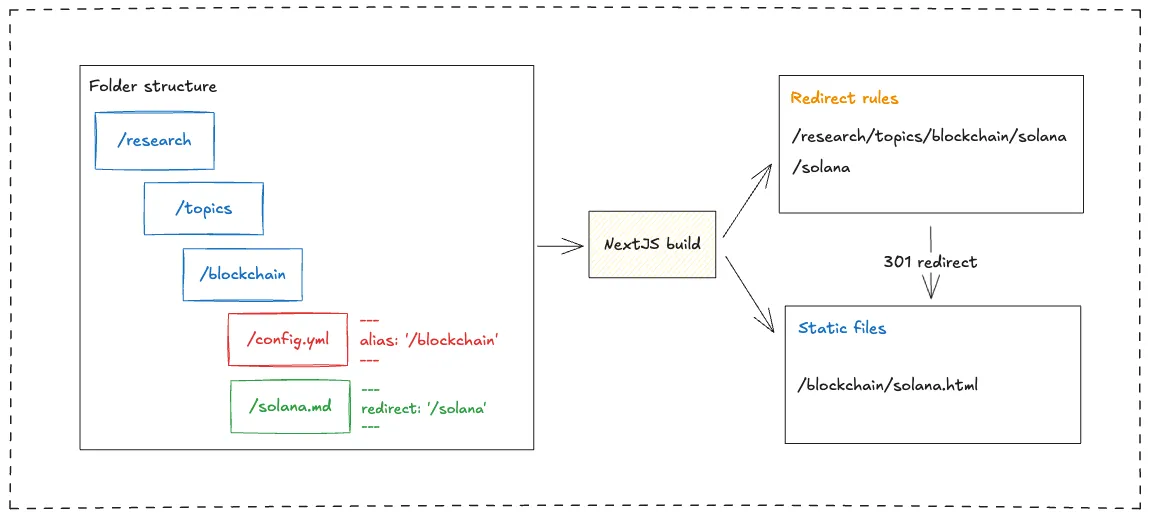 Folder structure
/research
/topics
/blockchain
/config.yml
---
alias: '/blockchain'
---
/solana.md
---
redirect: '/solana'
---
NextJS build
Redirect rules
/research/topics/blockchain/solana
/solana
301 redirect
Static files
/blockchain/solana.html